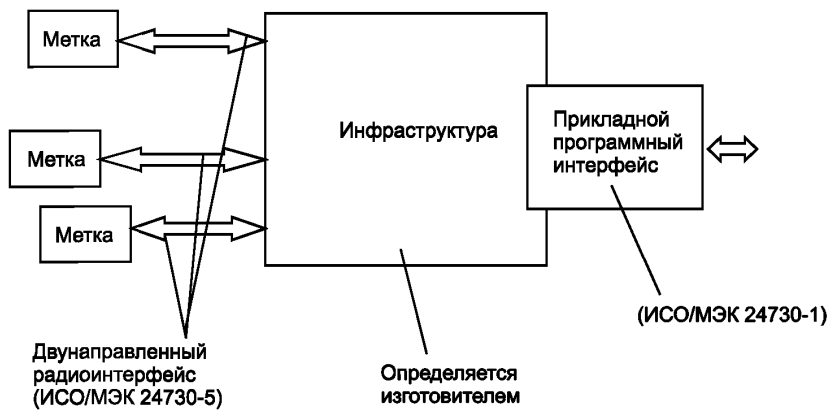 Метка
Метка
Метка
Инфраструктура
Прикладной
программный
интерфейс
(ИСО/МЭК 24730-1)
Двунаправленный
радиоинтерфейс
(ИСО/МЭК 24730-5)
Определяется
изготовителем